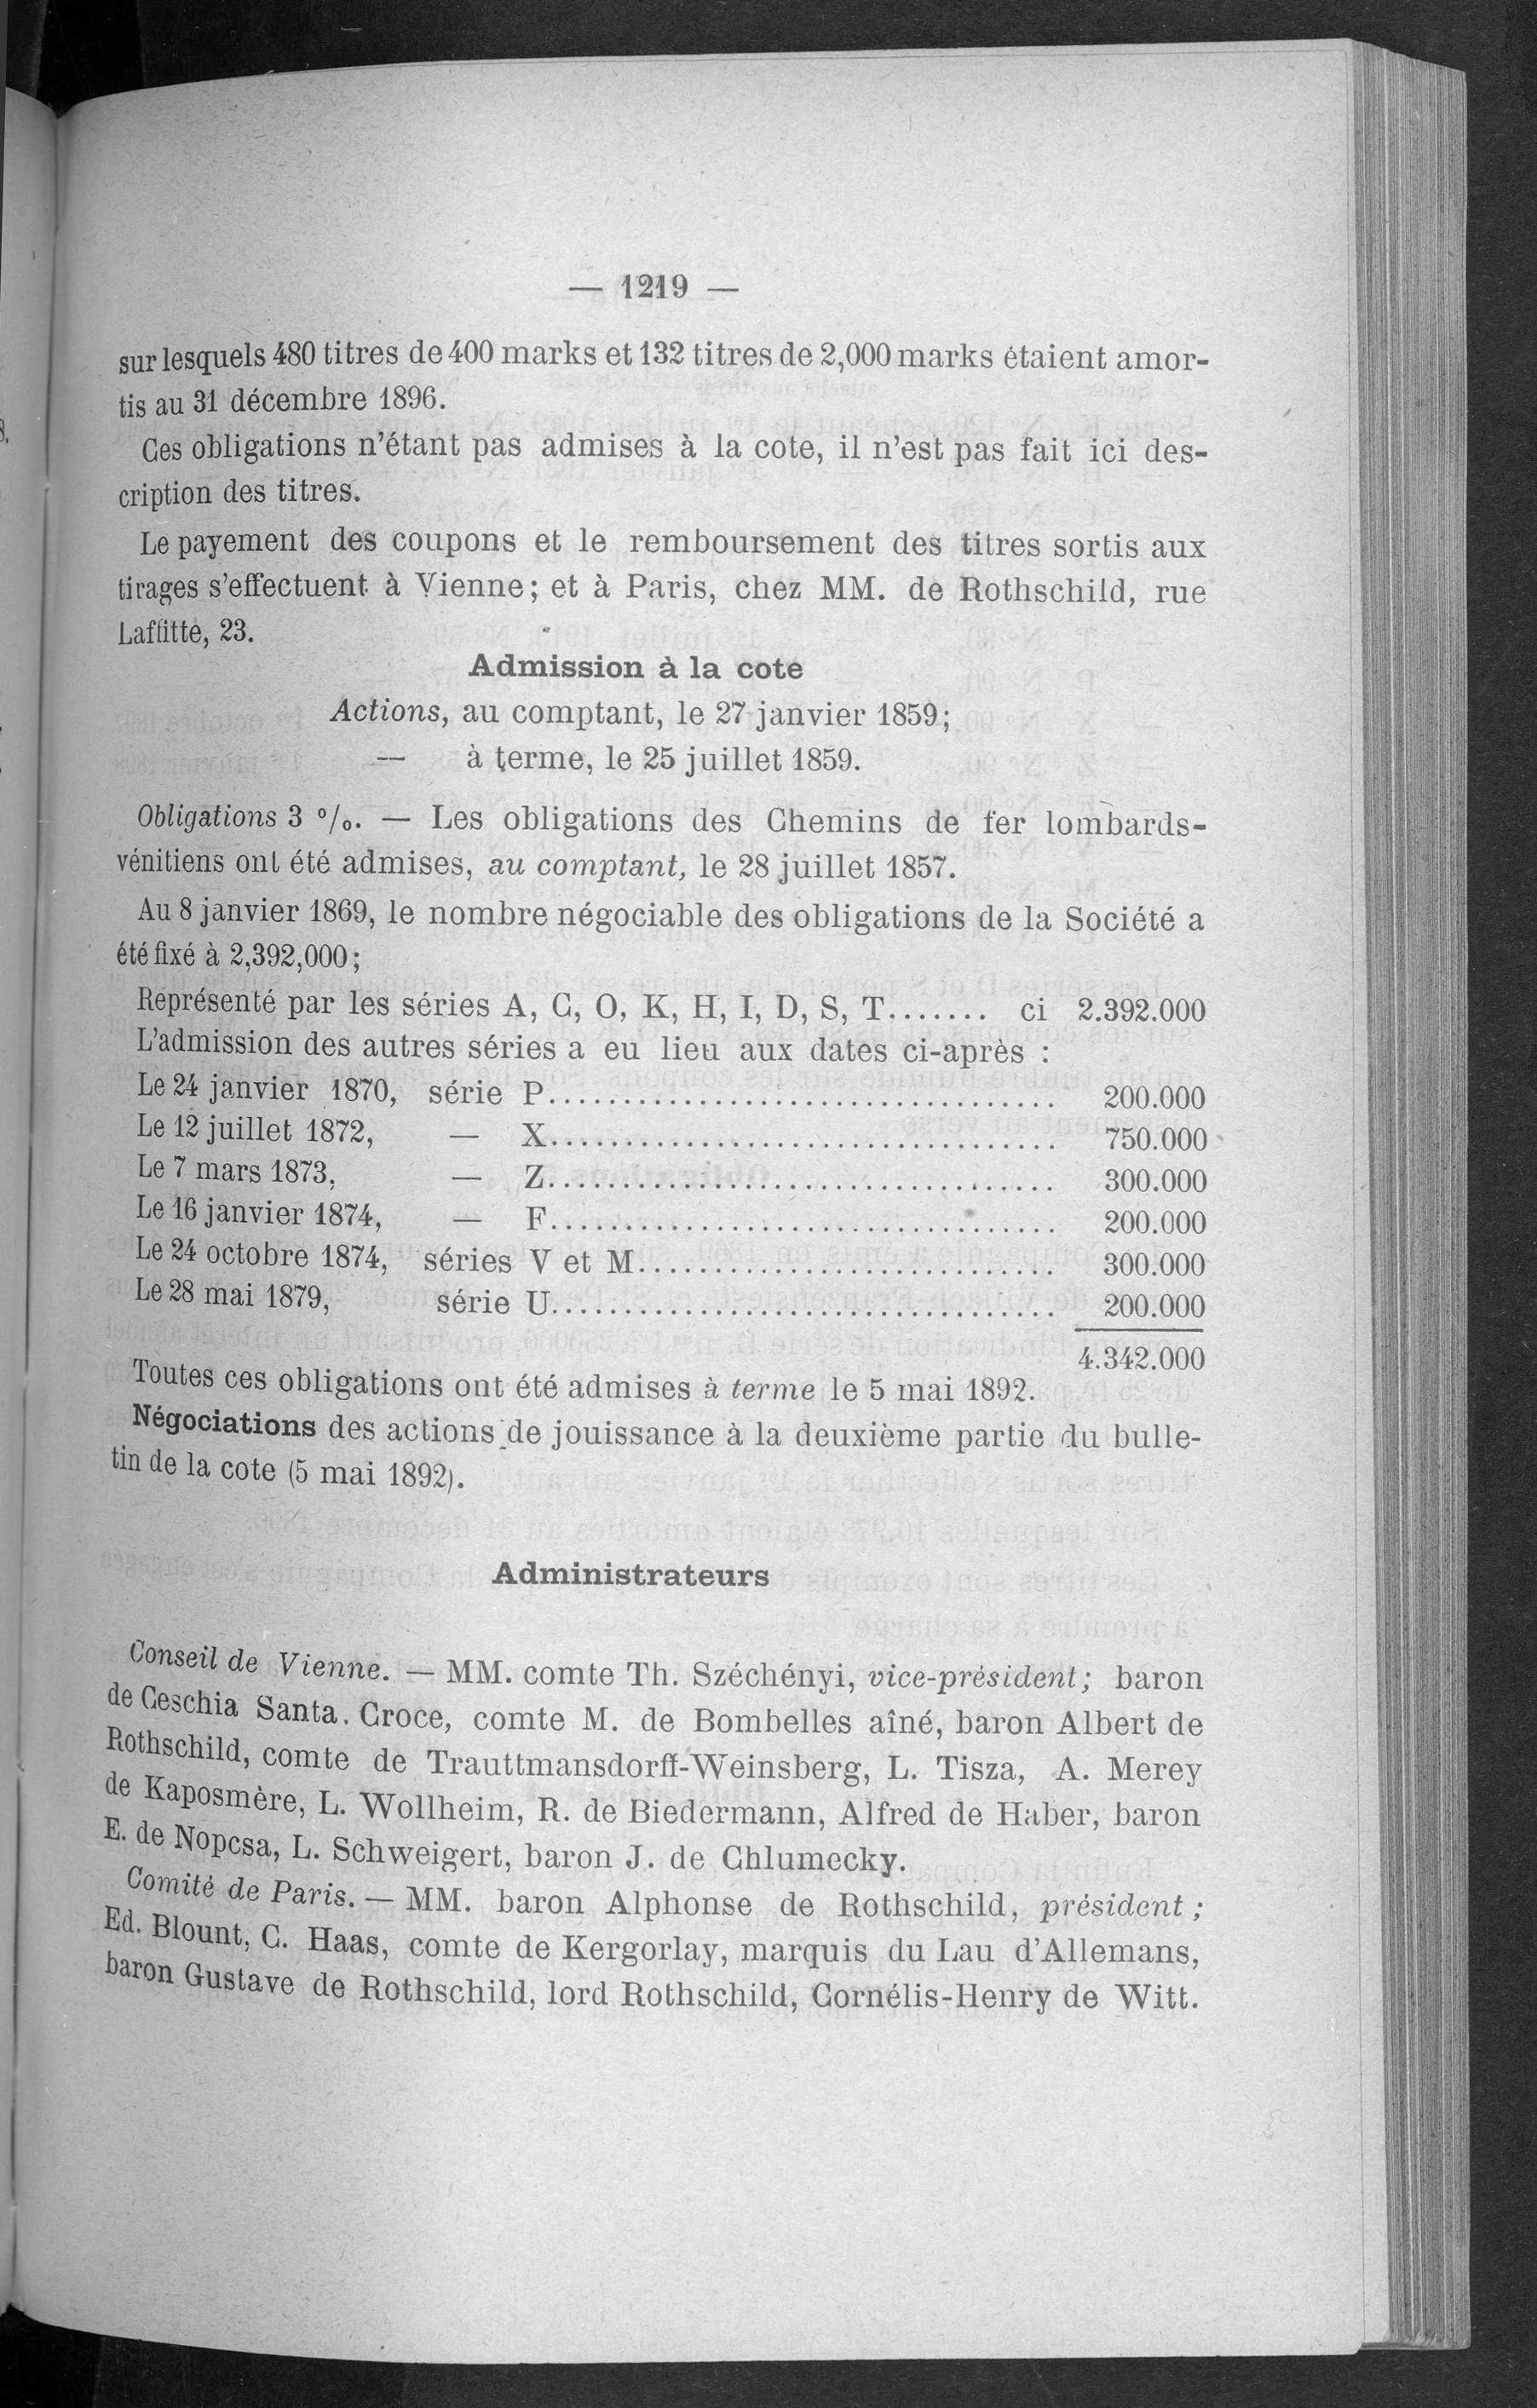 — 1219 —
sur lesquels 480 titres de 400 marks et 132 titres de 2,000 marks étaient amor-
tis au 31 décembre 1896.
Ces obligations n'étant pas admises à la cote, il n'est pas fait ici des-
cription des titres.
Le payement des coupons et le remboursement des titres sortis aux
tirages s'effectuent à Vienne; et à Paris, chez MM. de Rothschild, rue
Laffitte, 23.
Admission à la cote
Actions, au comptant, le 27 janvier 1859;
— à terme, le 25 juillet 1859.
Obligations 3 %. — Les obligations des Chemins de fer lombards-
vénitiens ont été admises, au comptant, le 28 juillet 1857.
Au 8 janvier 1869, le nombre négociable des obligations de la Société a
été fixé à 2,392,000;
Représenté par les séries A, C, O, K, H, I, D, S, T....... ci 2.392.000
L'admission des autres séries a eu lieu aux dates ci-après :
Le 24 janvier 1870, série P.................................. 200.000
Le 12 juillet 1872, — X.................................. 750.000
Le 7 mars 1873, — Z.................................. 300.000
Le 16 janvier 1874, — F.................................. 200.000
Le 24 octobre 1874, séries V et M............................ 300.000
Le 28 mai 1879, série U.................................. 200.000
4.342.000
Toutes ces obligations ont été admises à terme le 5 mai 1892.
Négociations des actions de jouissance à la deuxième partie du bulle-
tin de la cote (5 mai 1892).
Administrateurs
Conseil de Vienne. — MM. comte Th. Széchényi, vice-président; baron
de Ceschia Santa. Croce, comte M. de Bombelles aîné, baron Albert de
Rothschild, comte de Trauttmansdorff-Weinsberg, L. Tisza, A. Merey
de Kaposmère, L. Wollheim, R. de Biedermann, Alfred de Haber, baron
E. de Nopcsa, L. Schweigert, baron J. de Chlumecky.
Comité de Paris. — MM. baron Alphonse de Rothschild, président;
Ed. Blount, C. Haas, comte de Kergorlay, marquis du Lau d'Allemans,
baron Gustave de Rothschild, lord Rothschild, Cornélis-Henry de Witt.